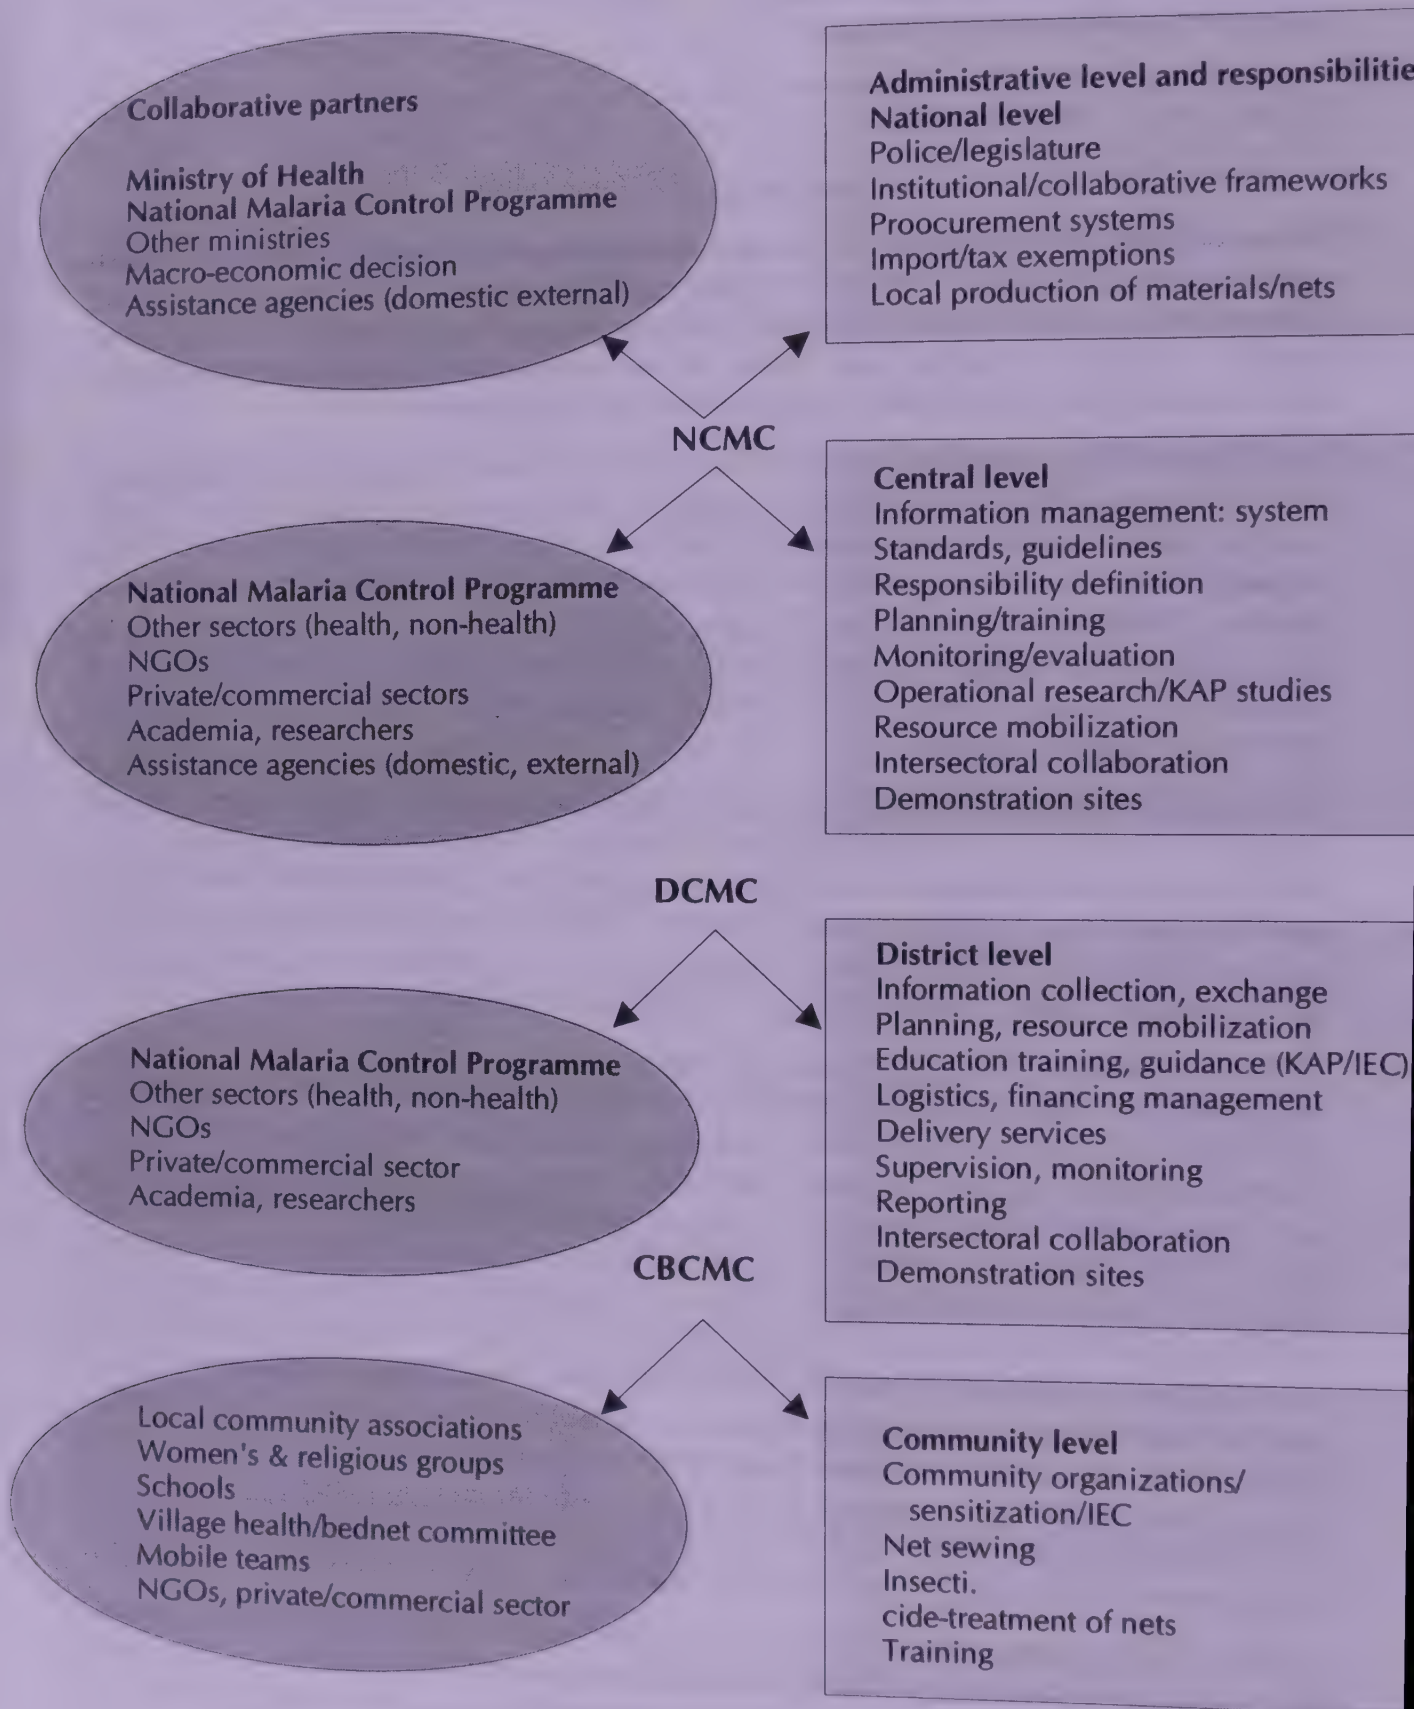 Collaborative partners
Ministry of Health
National Malaria Control Programme
Other ministries
Macro-economic decision
Assistance agencies (domestic external)
Administrative level and responsibilitie
National level
Police/legislature
Institutional/collaborative frameworks
Proocurement systems
Import/tax exemptions
Local production of materials/nets
NCMC
National Malaria Control Programme
Other sectors (health, non-health)
NGOs
Private/commercial sectors
Academia, researchers
Assistance agencies (domestic, external)
Central level
Information management: system
Standards, guidelines
Responsibility definition
Planning/training
Monitoring/evaluation
Operational research/KAP studies
Resource mobilization
Intersectoral collaboration
Demonstration sites
DCMC
National Malaria Control Programme
Other sectors (health, non-health)
NGOs
Private/commercial sector
Academia, researchers
District level
Information collection, exchange
Planning, resource mobilization
Education training, guidance (KAP/IEC)
Logistics, financing management
Delivery services
Supervision, monitoring
Reporting
Intersectoral collaboration
Demonstration sites
CBCMC
Local community associations
Women's & religious groups
Schools
Village health/bednet committee
Mobile teams
NGOs, private/commercial sector
Community level
Community organizations/
sensitization/IEC
Net sewing
Insecti.
cide-treatment of nets
Training